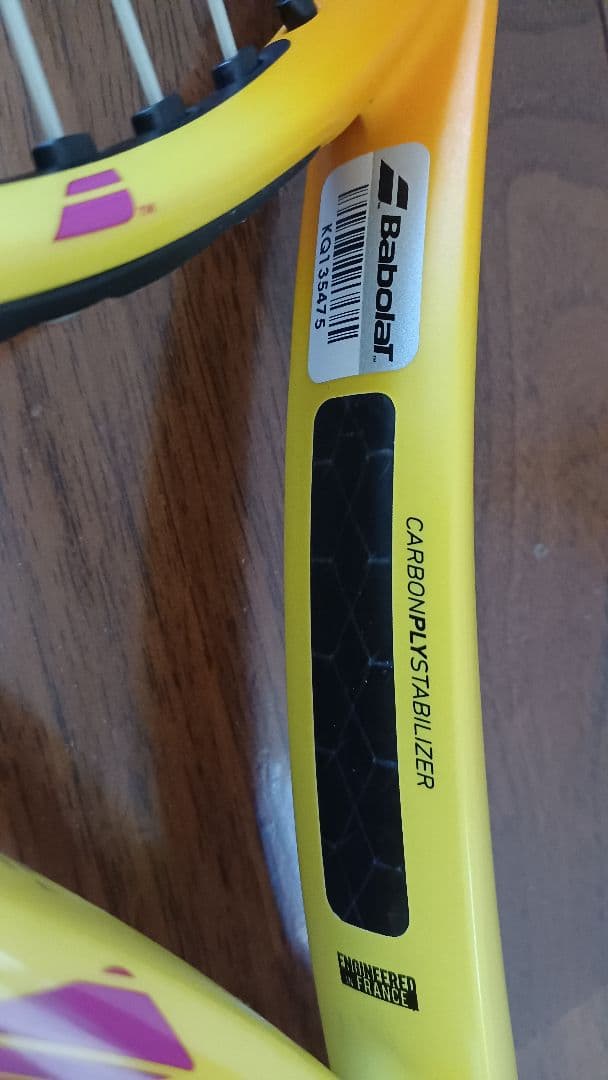 BabolaT
KQ135475
CARBONPLYSTABILIZER
ENGINEERED
IN FRANCE